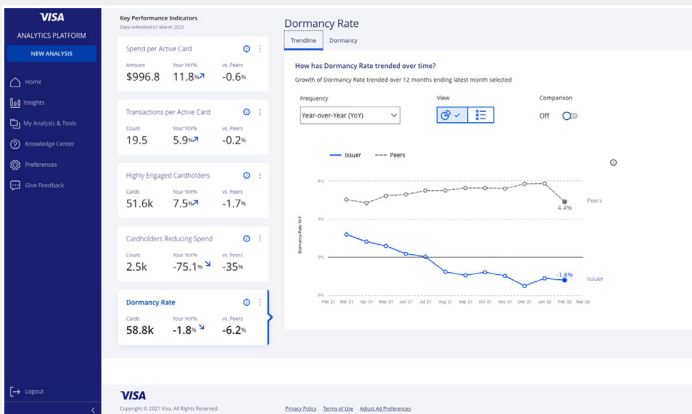 VISA
ANALYTICS PLATFORM
NEW ANALYSIS
Home
Insights
My Analysis & Tools
Knowledge Center
Preferences
Give Feedback
Logout
Key Performance Indicators
Data refreshed 01 March 2022
Spend per Active Card
Amount Your YoY% vs. Peers
$996.8 11.8% -0.6%
Transactions per Active Card
Count Your YoY% vs. Peers
19.5 5.9% -0.2%
Highly Engaged Cardholders
Cards Your YoY% vs. Peers
51.6k 7.5% -1.7%
Cardholders Reducing Spend
Count Your YoY% vs. Peers
2.5k -75.1% -35%
Dormancy Rate
Cards Your YoY% vs. Peers
58.8k -1.8% -6.2%
Dormancy Rate
Trendline Dormancy
How has Dormancy Rate trended over time?
Growth of Dormancy Rate trended over 12 months ending latest month selected
Frequency View Comparison
Year-over-Year (YoY) Off
Issuer Peers
Dormancy Rate YoY
4.4%
Peers
0%
-1.8%
Issuer
Feb '21 Mar '21 Apr '21 May '21 Jun '21 Jul '21 Aug '21 Sep '21 Oct '21 Nov '21 Dec '21 Jan '22 Feb '22 Mar '22
VISA
Copyright © 2021 Visa. All Rights Reserved. Privacy Policy Terms of Use Adjust Ad Preferences